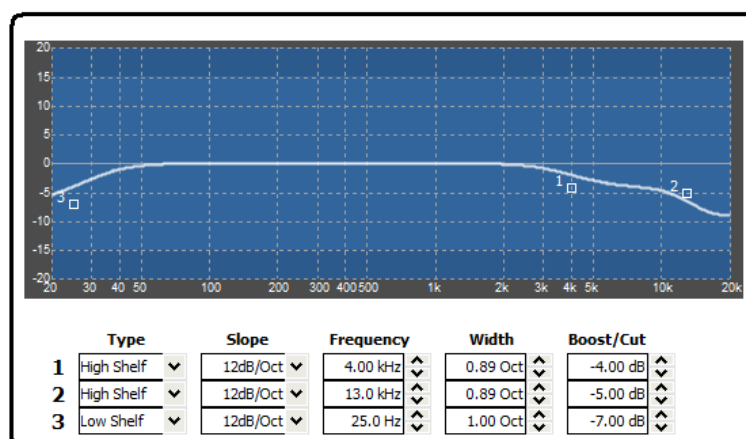 20
15
10
5
0
-5
-10
-15
-20
1
2
3
20 30 40 50 100 200 300 400 500 1k 2k 3k 4k 5k 10k 20k
Type Slope Frequency Width Boost/Cut
1 High Shelf 12dB/Oct 4.00 kHz 0.89 Oct -4.00 dB
2 High Shelf 12dB/Oct 13.0 kHz 0.89 Oct -5.00 dB
3 Low Shelf 12dB/Oct 25.0 Hz 1.00 Oct -7.00 dB